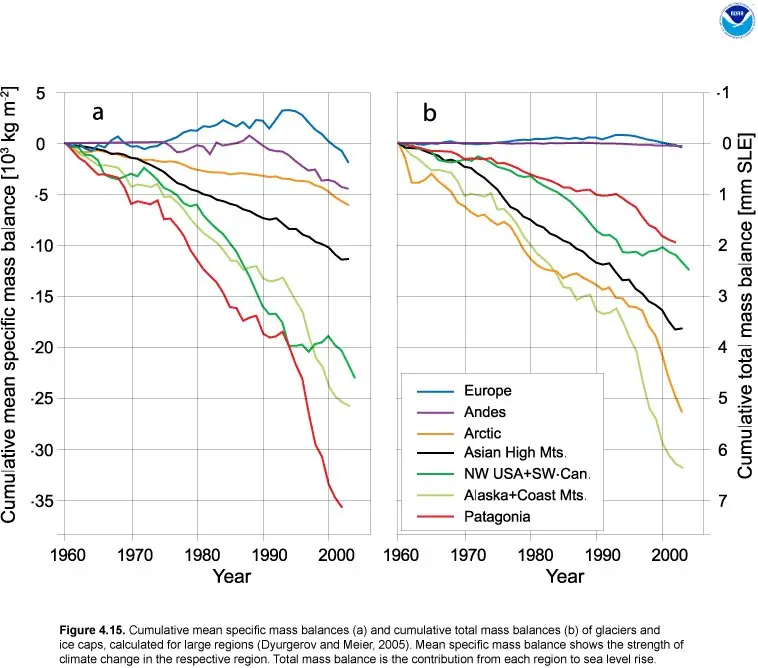 NOAA
a
b
5
0
-5
-10
-15
-20
-25
-30
-35
Cumulative mean specific mass balance [10³ kg m⁻²]
1960 1970 1980 1990 2000
Year
-1
-0
1
2
3
4
5
6
7
Cumulative total mass balance [mm SLE]
1960 1970 1980 1990 2000
Year
Europe
Andes
Arctic
Asian High Mts.
NW USA+SW-Can.
Alaska+Coast Mts.
Patagonia
Figure 4.15. Cumulative mean specific mass balances (a) and cumulative total mass balances (b) of glaciers and
ice caps, calculated for large regions (Dyurgerov and Meier, 2005). Mean specific mass balance shows the strength of
climate change in the respective region. Total mass balance is the contribution from each region to sea level rise.